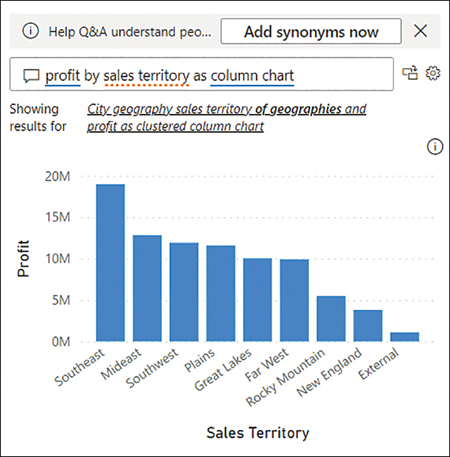 Help Q&A understand peo... Add synonyms now
profit by sales territory as column chart
Showing results for
City geography sales territory of geographies and
profit as clustered column chart
20M
15M
10M
5M
0M
Profit
Southeast
Mideast
Southwest
Plains
Great Lakes
Far West
Rocky Mountain
New England
External
Sales Territory